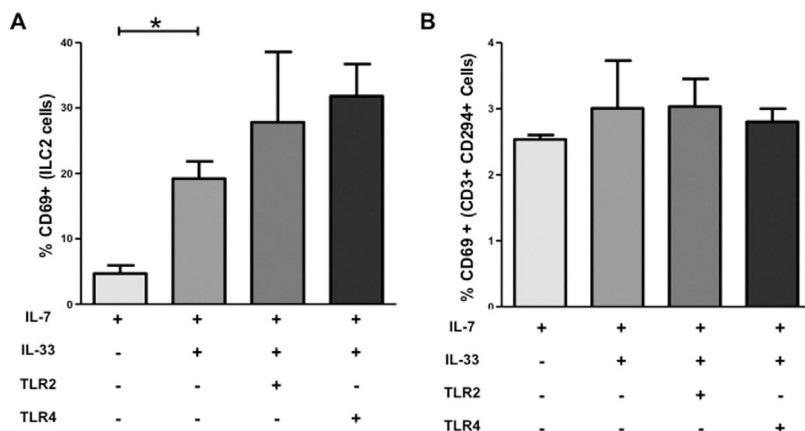 A
*
% CD69+ (ILC2 cells)
40
30
20
10
0
IL-7 + + + +
IL-33 - + + +
TLR2 - - + -
TLR4 - - - +
B
% CD69 + (CD3+ CD294+ Cells)
4
3
2
1
0
IL-7 + + + +
IL-33 - + + +
TLR2 - - + -
TLR4 - - - +